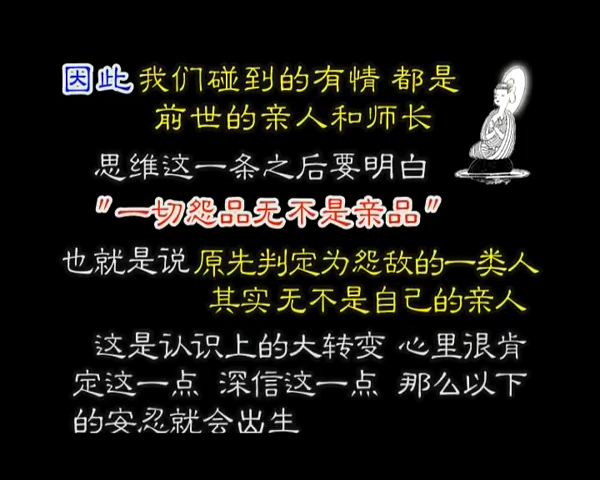 因此 我们碰到的有情 都是
前世的亲人和师长
思维这一条之后要明白
"一切怨品无不是亲品"
也就是说 原先判定为怨敌的一类人
其实 无不是自己的亲人
这是认识上的大转变 心里很肯
定这一点 深信这一点 那么以下
的安忍就会出生